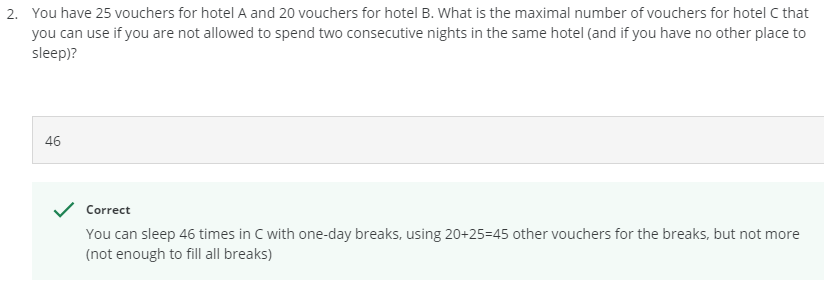 2. You have 25 vouchers for hotel A and 20 vouchers for hotel B. What is the maximal number of vouchers for hotel C that
you can use if you are not allowed to spend two consecutive nights in the same hotel (and if you have no other place to
sleep)?
46
Correct
You can sleep 46 times in C with one-day breaks, using 20+25=45 other vouchers for the breaks, but not more
(not enough to fill all breaks)